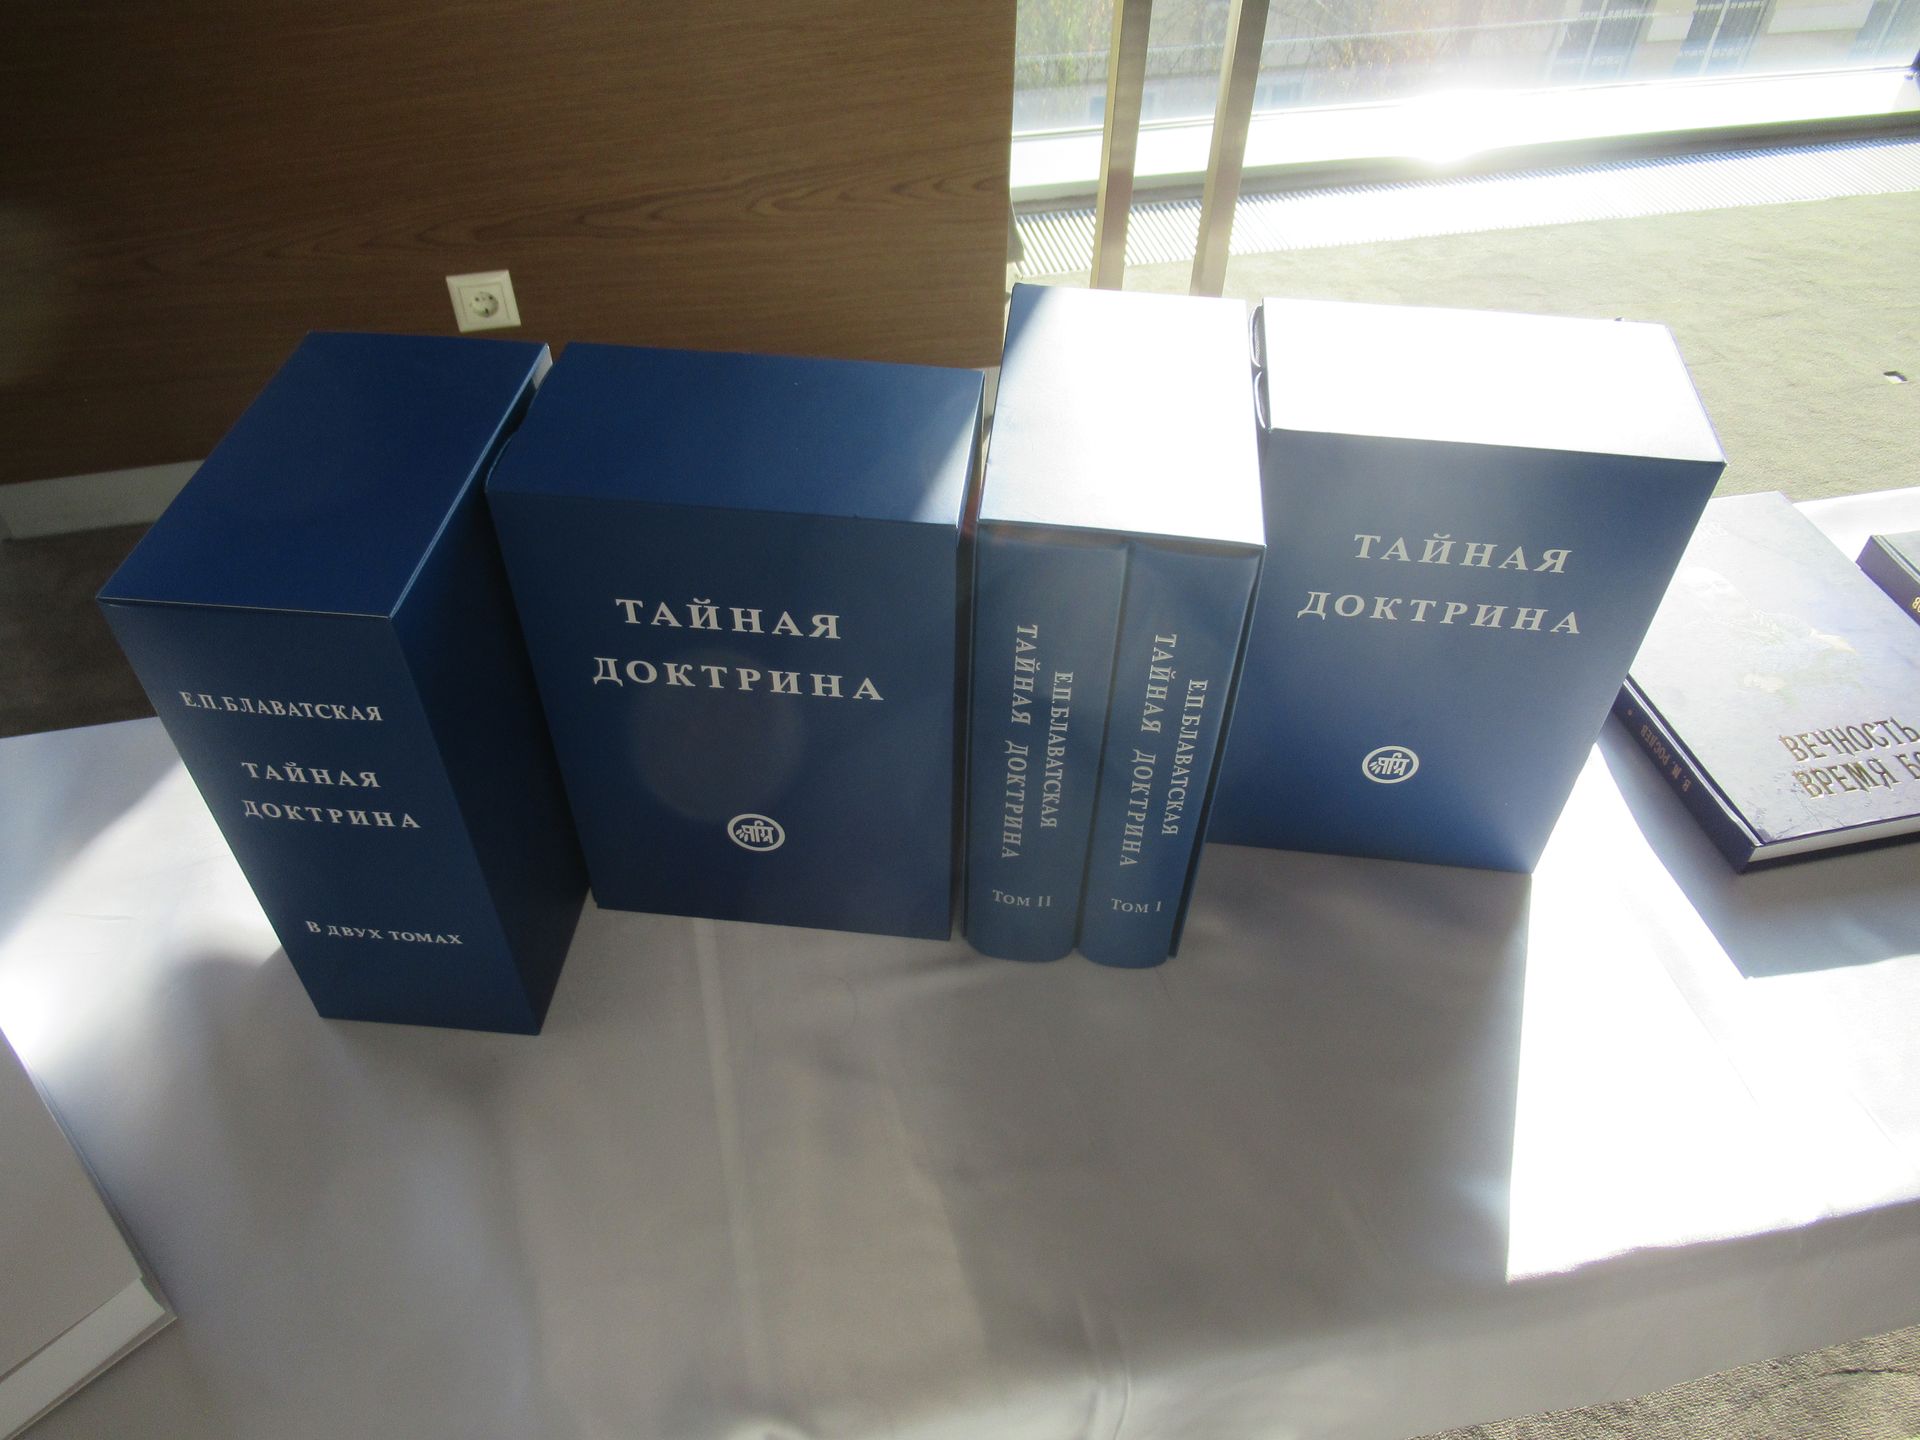 Е.П.БЛАВАТСКАЯ
ТАЙНАЯ
ДОКТРИНА
В ДВУХ ТОМАХ
ТАЙНАЯ
ДОКТРИНА
Е.П.БЛАВАТСКАЯ
ТАЙНАЯ ДОКТРИНА
ТОМ II
Е.П.БЛАВАТСКАЯ
ТАЙНАЯ ДОКТРИНА
ТОМ I
ТАЙНАЯ
ДОКТРИНА
В. М. РОСЛЕВ
ВЕЧНОСТЬ
ВРЕМЯ